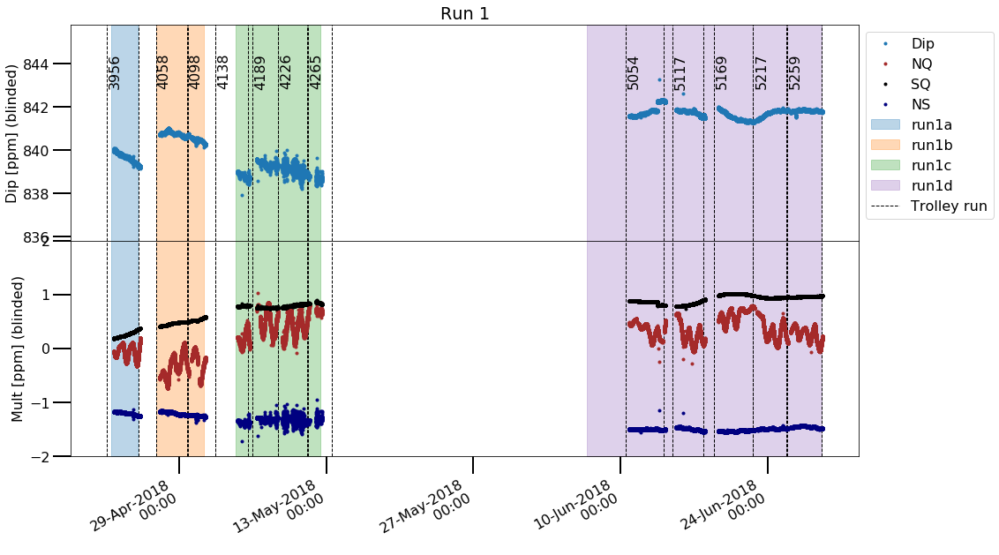 Run 1
Dip [ppm] (blinded)
844
842
840
838
836
3956
4058
4098
4138
4189
4226
4265
5054
5117
5169
5217
5259
Dip
NQ
SQ
NS
run1a
run1b
run1c
run1d
Trolley run
Mult [ppm] (blinded)
2
1
0
−1
−2
29-Apr-2018
00:00
13-May-2018
00:00
27-May-2018
00:00
10-Jun-2018
00:00
24-Jun-2018
00:00